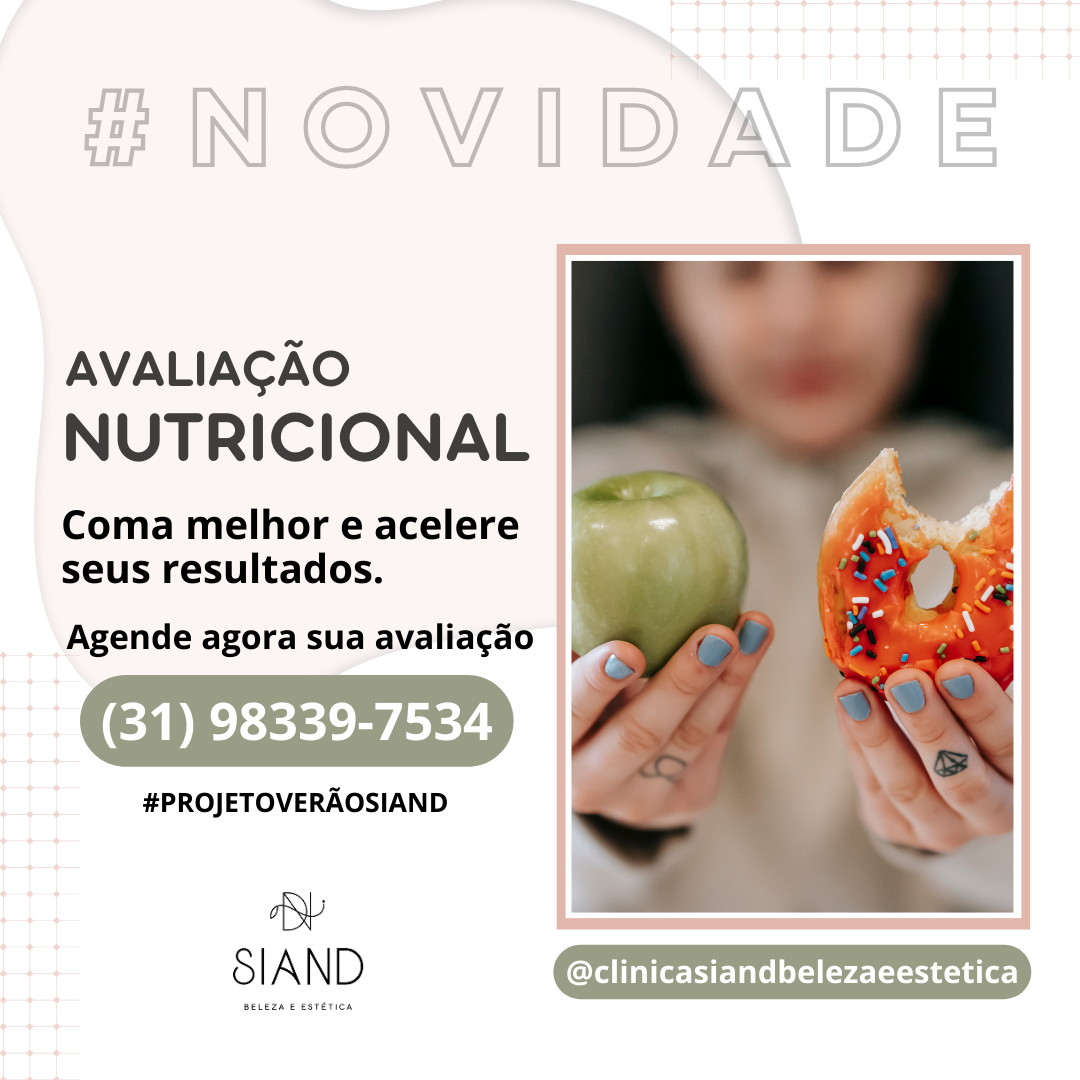 #NOVIDADE
AVALIAÇÃO
NUTRICIONAL
Coma melhor e acelere
seus resultados.
Agende agora sua avaliação
(31) 98339-7534
#PROJETOVERÃOSIAND
SIAND
BELEZA E ESTÉTICA
@clinicasiandbelezaeestetica